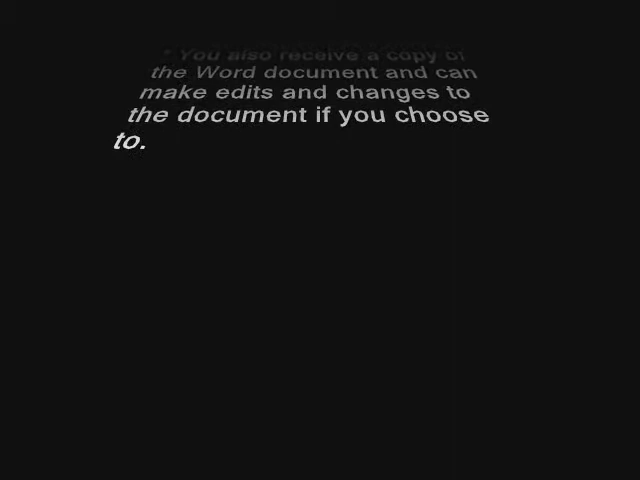 * You also receive a copy of
the Word document and can
make edits and changes to
the document if you choose
to.